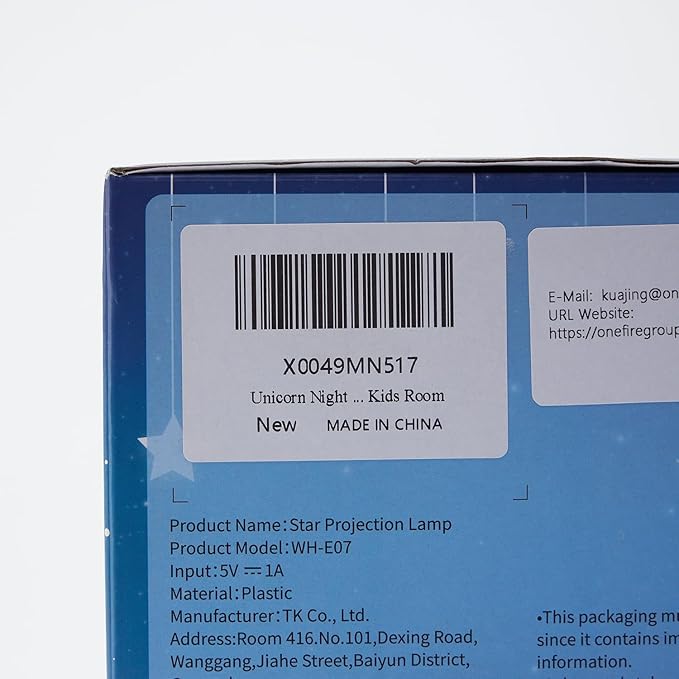 X0049MN517
Unicorn Night ... Kids Room
New MADE IN CHINA
E-Mail: kuajing@on
URL Website:
https://onefiregroup
Product Name:Star Projection Lamp
Product Model:WH-E07
Input:5V ⎓ 1A
Material:Plastic
Manufacturer:TK Co., Ltd.
Address:Room 416.No.101,Dexing Road,
Wanggang,Jiahe Street,Baiyun District,
•This packaging mu
since it contains im
information.